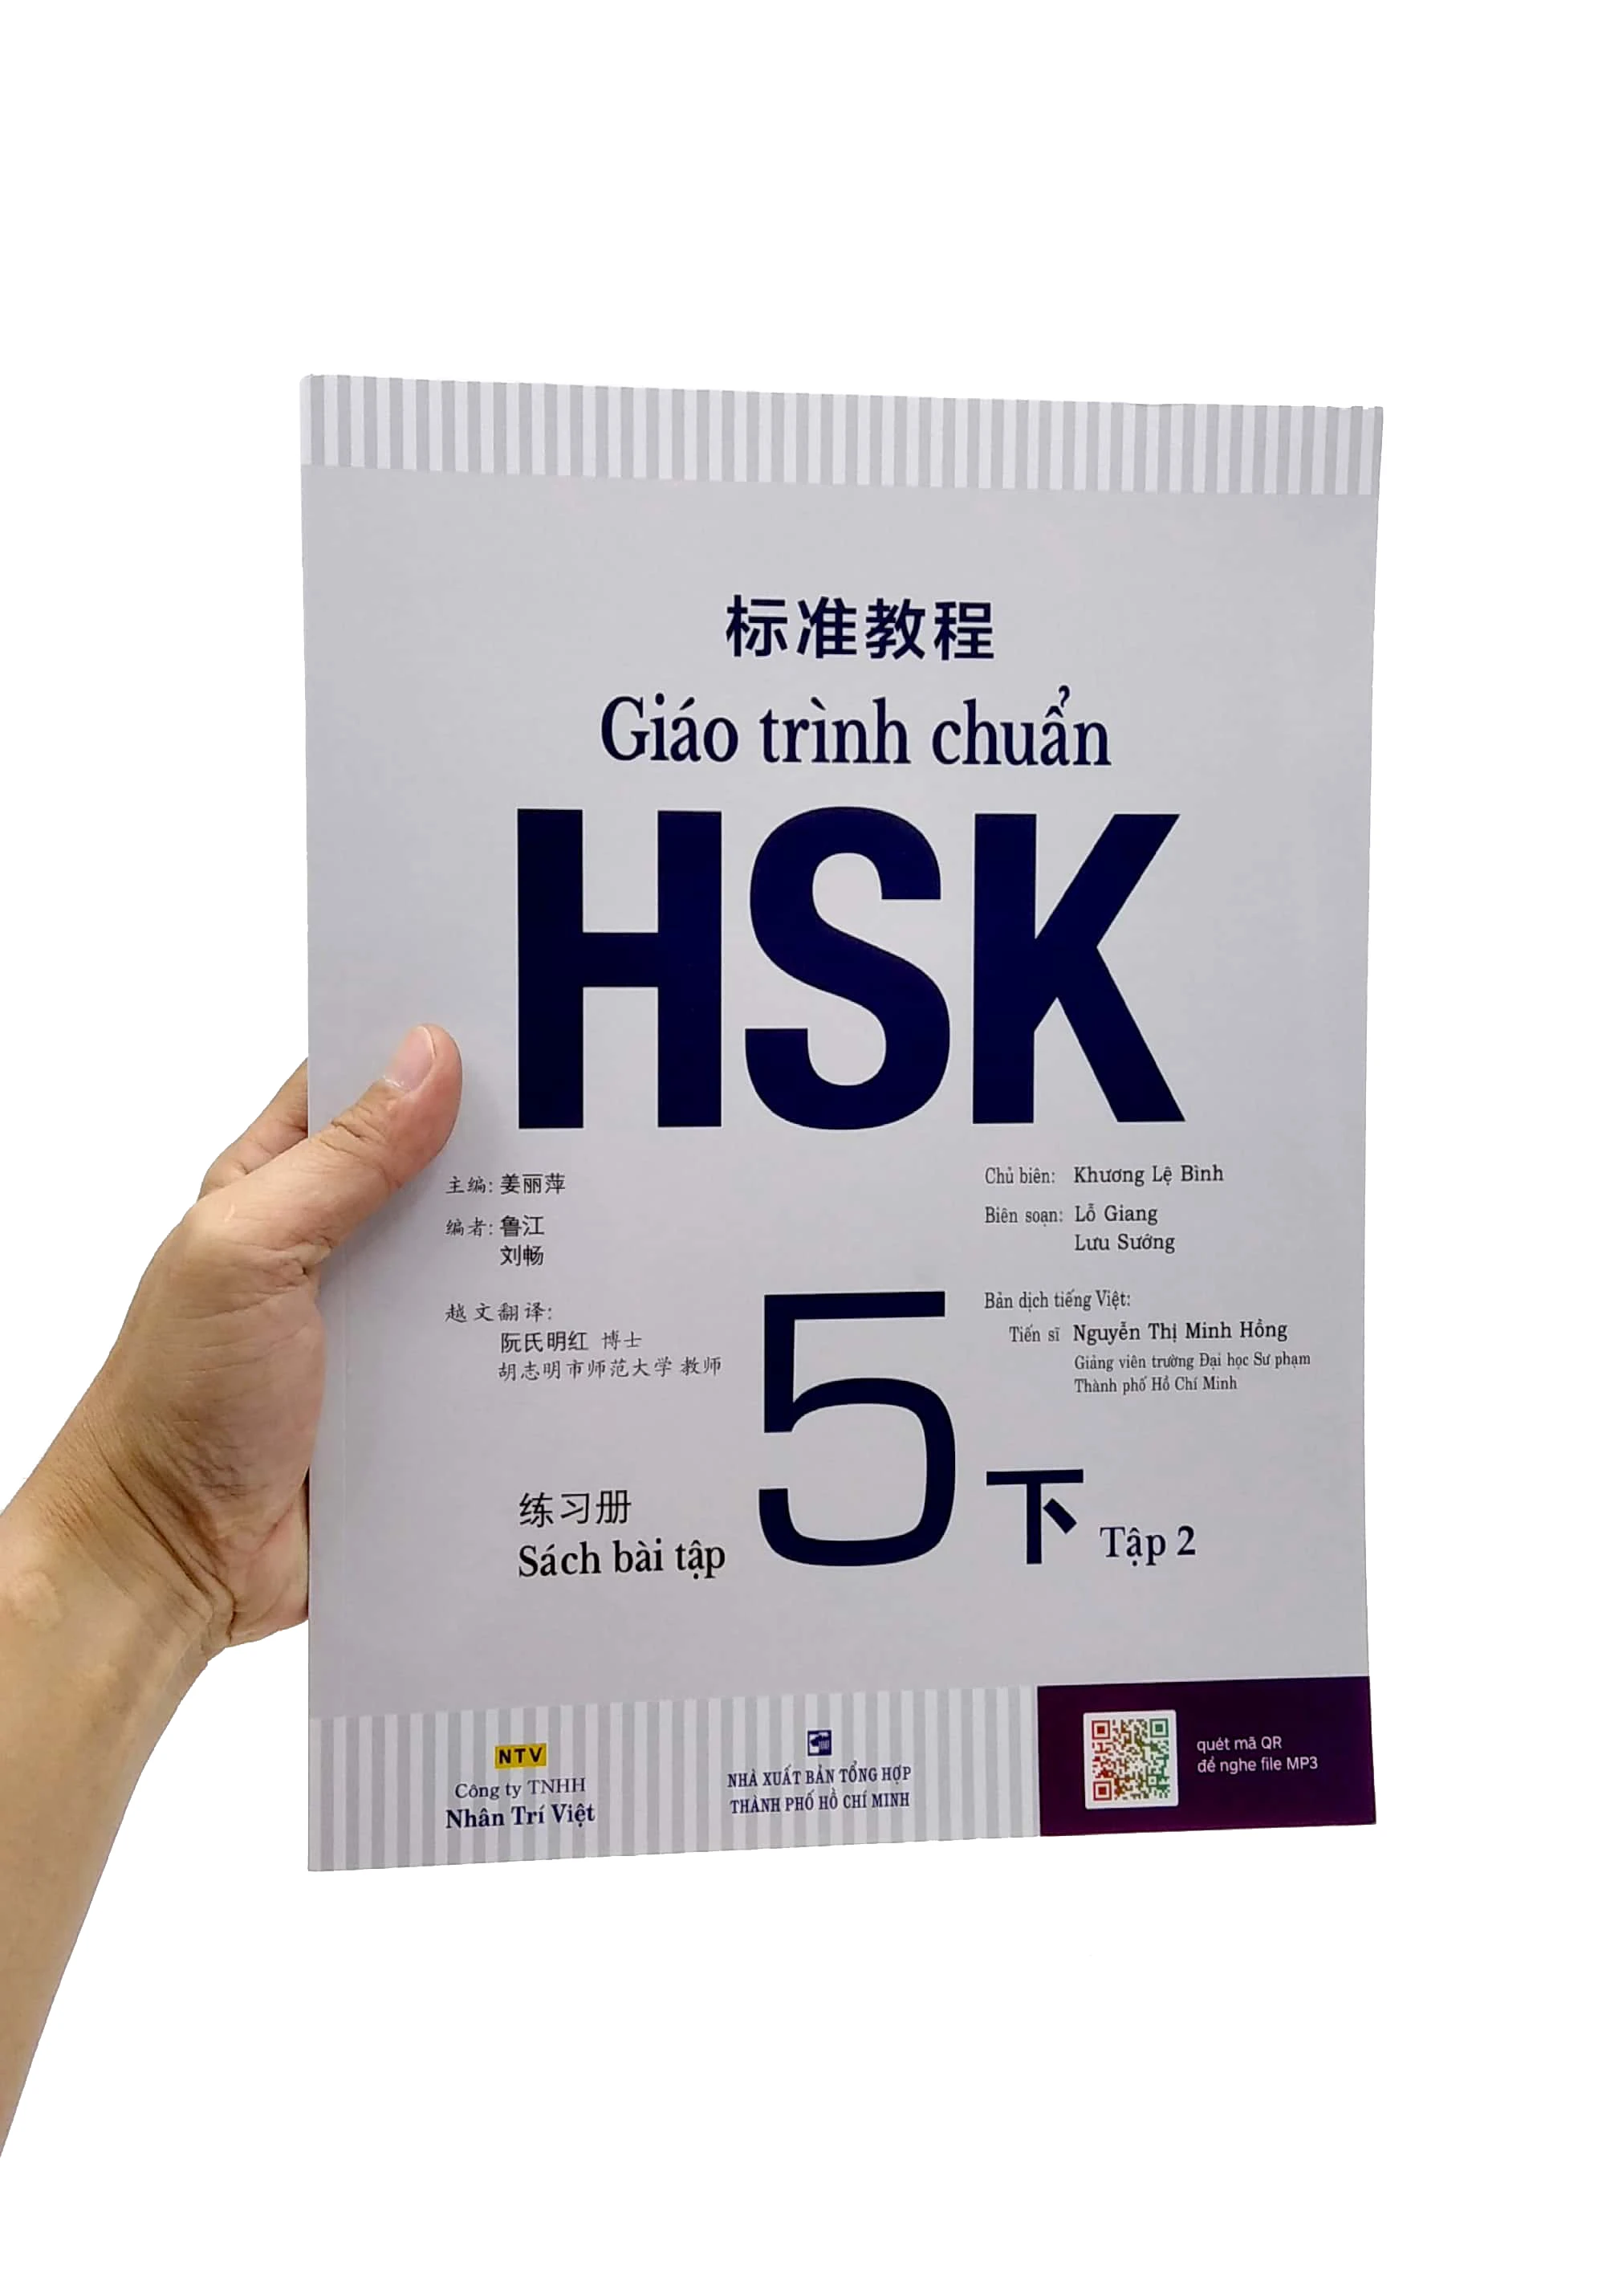 标准教程
Giáo trình chuẩn
HSK
主编: 姜丽萍
编者: 鲁江
刘畅
越文翻译:
阮氏明红 博士
胡志明市师范大学 教师
Chủ biên: Khương Lệ Bình
Biên soạn: Lỗ Giang
Lưu Sướng
Bản dịch tiếng Việt:
Tiến sĩ Nguyễn Thị Minh Hồng
Giảng viên trường Đại học Sư phạm
Thành phố Hồ Chí Minh
练习册
Sách bài tập
5 下 Tập 2
NTV
Công ty TNHH
Nhân Trí Việt
NHÀ XUẤT BẢN TỔNG HỢP
THÀNH PHỐ HỒ CHÍ MINH
quét mã QR
để nghe file MP3